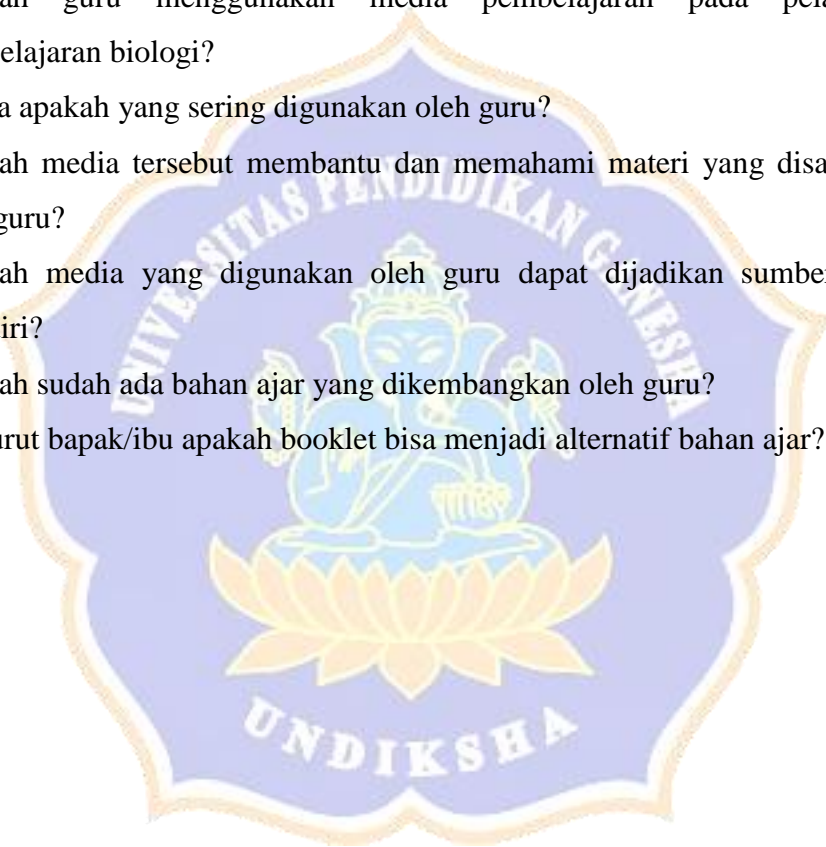 ah guru menggunakan media pembelajaran pada pela
elajaran biologi?
a apakah yang sering digunakan oleh guru?
ah media tersebut membantu dan memahami materi yang disa
guru?
ah media yang digunakan oleh guru dapat dijadikan sumbe
iri?
ah sudah ada bahan ajar yang dikembangkan oleh guru?
urut bapak/ibu apakah booklet bisa menjadi alternatif bahan ajar?
UNIVERSITAS PENDIDIKAN GANESHA
UNDIKSHA